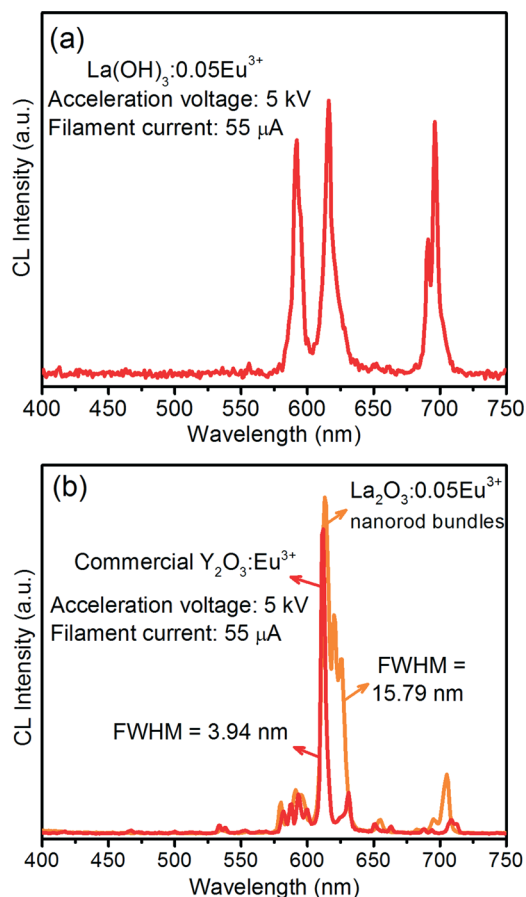 (a)
La(OH)₃:0.05Eu³⁺
Acceleration voltage: 5 kV
Filament current: 55 μA
CL Intensity (a.u.)
400 450 500 550 600 650 700 750
Wavelength (nm)
(b)
La₂O₃:0.05Eu³⁺
nanorod bundles
Commercial Y₂O₃:Eu³⁺
Acceleration voltage: 5 kV
Filament current: 55 μA
FWHM =
15.79 nm
FWHM = 3.94 nm
CL Intensity (a.u.)
400 450 500 550 600 650 700 750
Wavelength (nm)